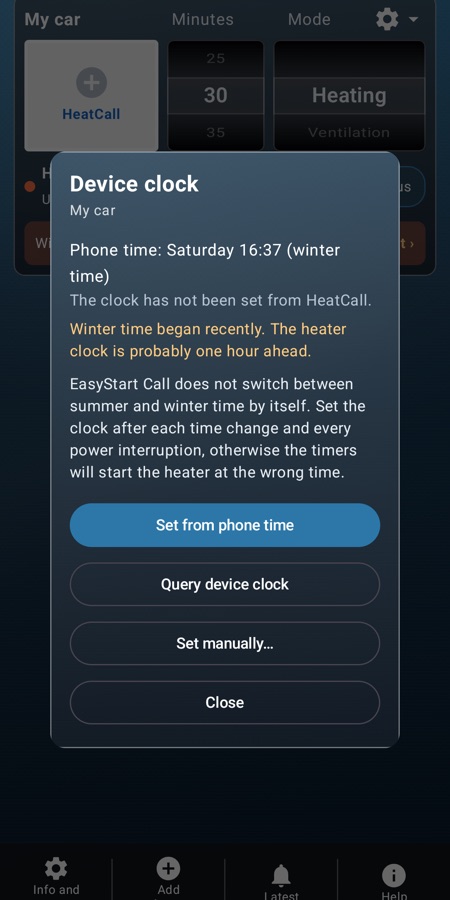 My car
Minutes
Mode
25
30
35
Heating
Ventilation
HeatCall
H
U
us
Wi
t ›
Device clock
My car
Phone time: Saturday 16:37 (winter
time)
The clock has not been set from HeatCall.
Winter time began recently. The heater
clock is probably one hour ahead.
EasyStart Call does not switch between
summer and winter time by itself. Set the
clock after each time change and every
power interruption, otherwise the timers
will start the heater at the wrong time.
Set from phone time
Query device clock
Set manually…
Close
Info and
Add
Latest
Help